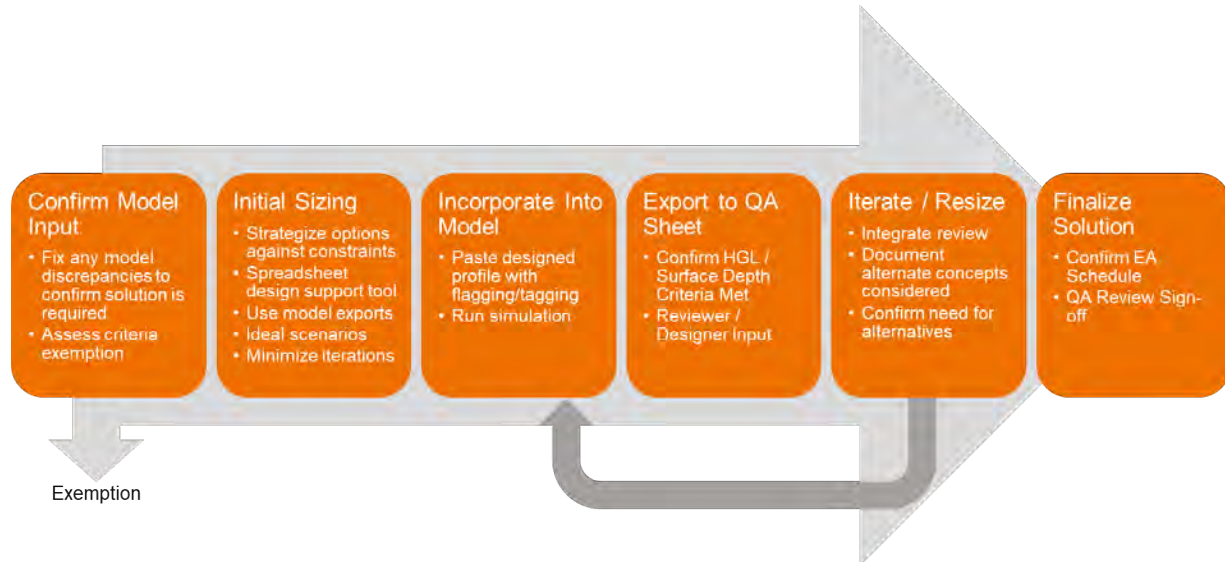 Confirm Model
Input:
• Fix any model
discrepancies to
confirm solution is
required
• Assess criteria
exemption
Initial Sizing
• Strategize options
against constraints
• Spreadsheet
design support tool
• Use model exports
• Ideal scenarios
• Minimize iterations
Incorporate Into
Model
• Paste designed
profile with
flagging/tagging
• Run simulation
Export to QA
Sheet
• Confirm HGL /
Surface Depth
Criteria Met
• Reviewer /
Designer Input
Iterate / Resize
• Integrate review
• Document
alternate concepts
considered
• Confirm need for
alternatives
Finalize
Solution
• Confirm EA
Schedule
• QA Review Sign-
off
Exemption